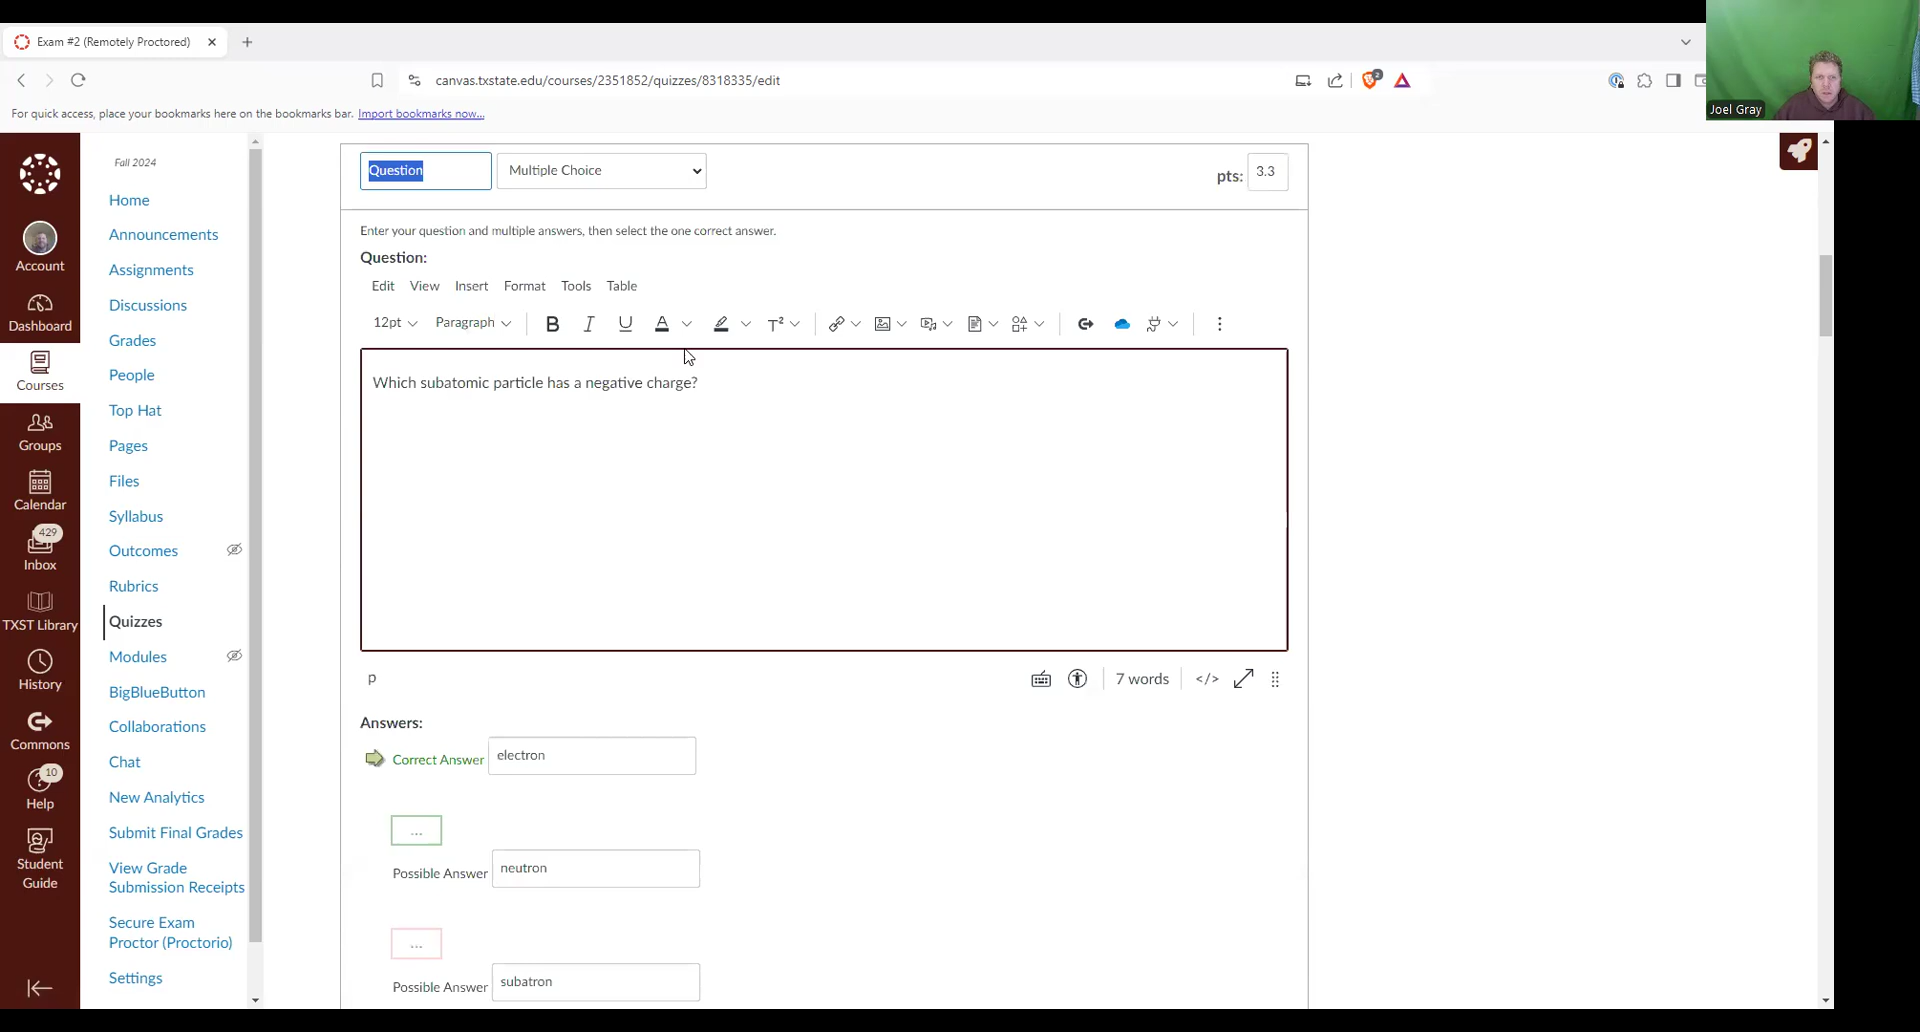 Exam #2 (Remotely Proctored)
canvas.txstate.edu/courses/2351852/quizzes/8318335/edit
2
For quick access, place your bookmarks here on the bookmarks bar. Import bookmarks now...
Joel Gray
Account
Dashboard
Courses
Groups
Calendar
429
Inbox
TXST Library
History
Commons
10
Help
Student
Guide
Fall 2024
Home
Announcements
Assignments
Discussions
Grades
People
Top Hat
Pages
Files
Syllabus
Outcomes
Rubrics
Quizzes
Modules
BigBlueButton
Collaborations
Chat
New Analytics
Submit Final Grades
View Grade
Submission Receipts
Secure Exam
Proctor (Proctorio)
Settings
Question Multiple Choice pts: 3.3
Enter your question and multiple answers, then select the one correct answer.
Question:
Edit View Insert Format Tools Table
12pt Paragraph B I U A T²
Which subatomic particle has a negative charge?
p 7 words </>
Answers:
Correct Answer electron
...
Possible Answer neutron
...
Possible Answer subatron